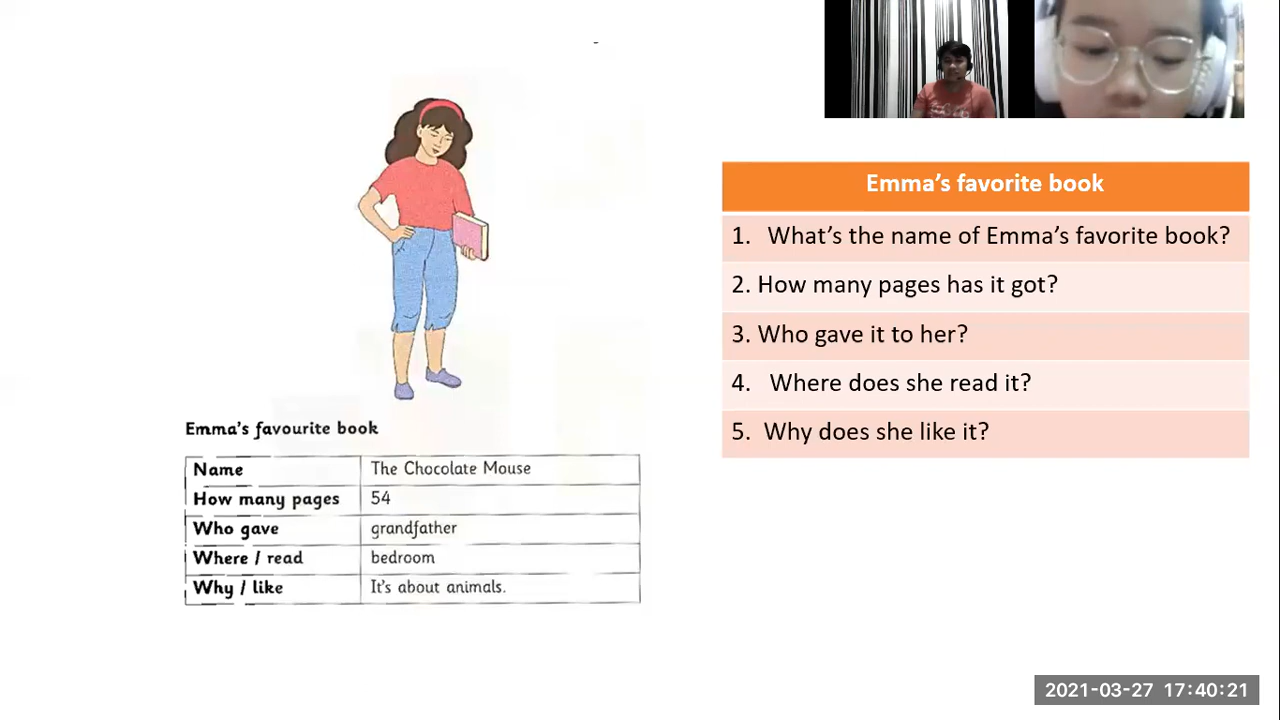 Emma's favorite book
1. What's the name of Emma's favorite book?
2. How many pages has it got?
3. Who gave it to her?
4. Where does she read it?
5. Why does she like it?
Emma's favourite book
Name The Chocolate Mouse
How many pages 54
Who gave grandfather
Where / read bedroom
Why / like It's about animals.
2021-03-27 17:40:21